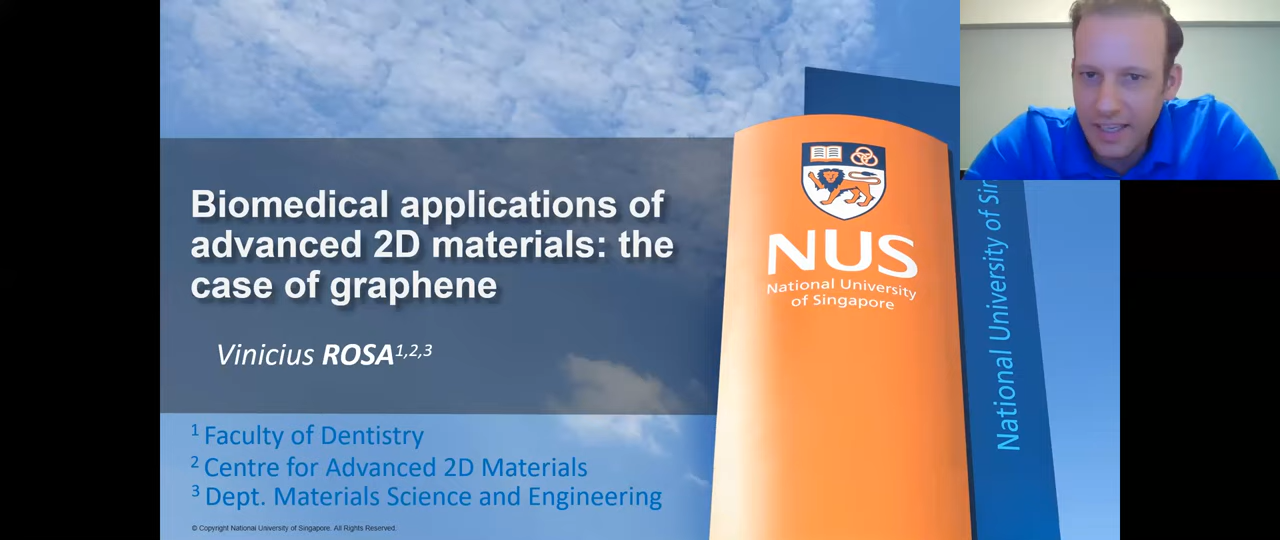 Biomedical applications of
advanced 2D materials: the
case of graphene
Vinicius ROSA1,2,3
1 Faculty of Dentistry
2 Centre for Advanced 2D Materials
3 Dept. Materials Science and Engineering
© Copyright National University of Singapore. All Rights Reserved.
NUS
National University
of Singapore
National University of Sin